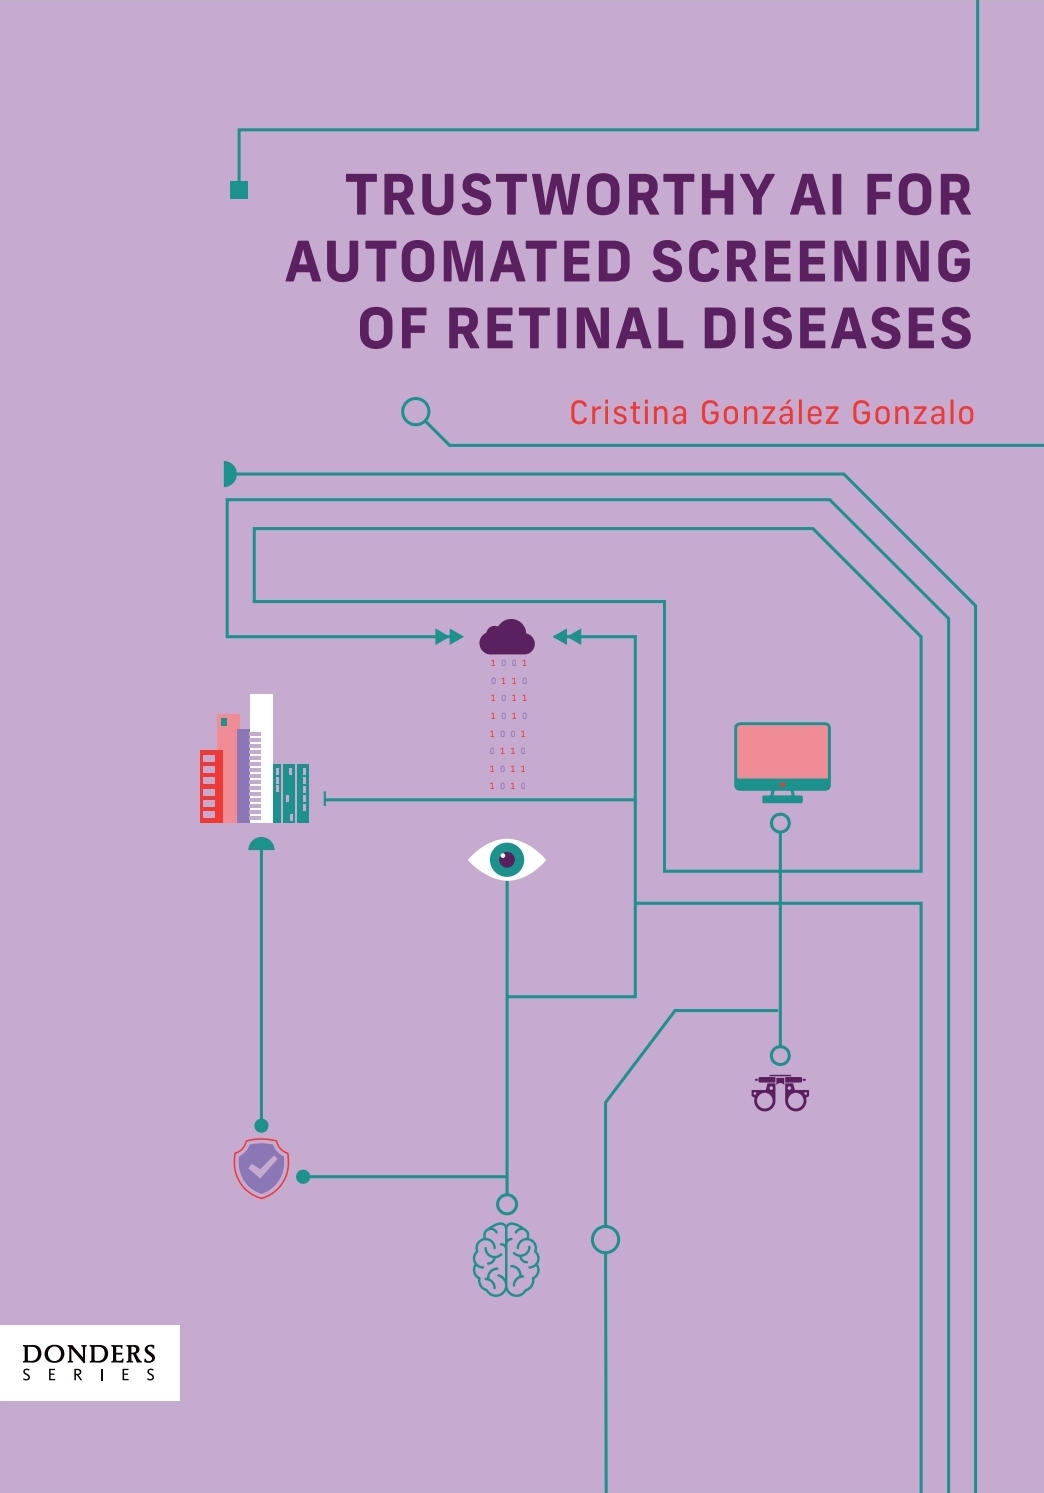 TRUSTWORTHY AI FOR
AUTOMATED SCREENING
OF RETINAL DISEASES
Cristina González Gonzalo
1 0 0 1
0 1 1 0
1 0 1 1
1 0 1 0
1 0 0 1
0 1 1 0
1 0 1 1
1 0 1 0
DONDERS
SERIES